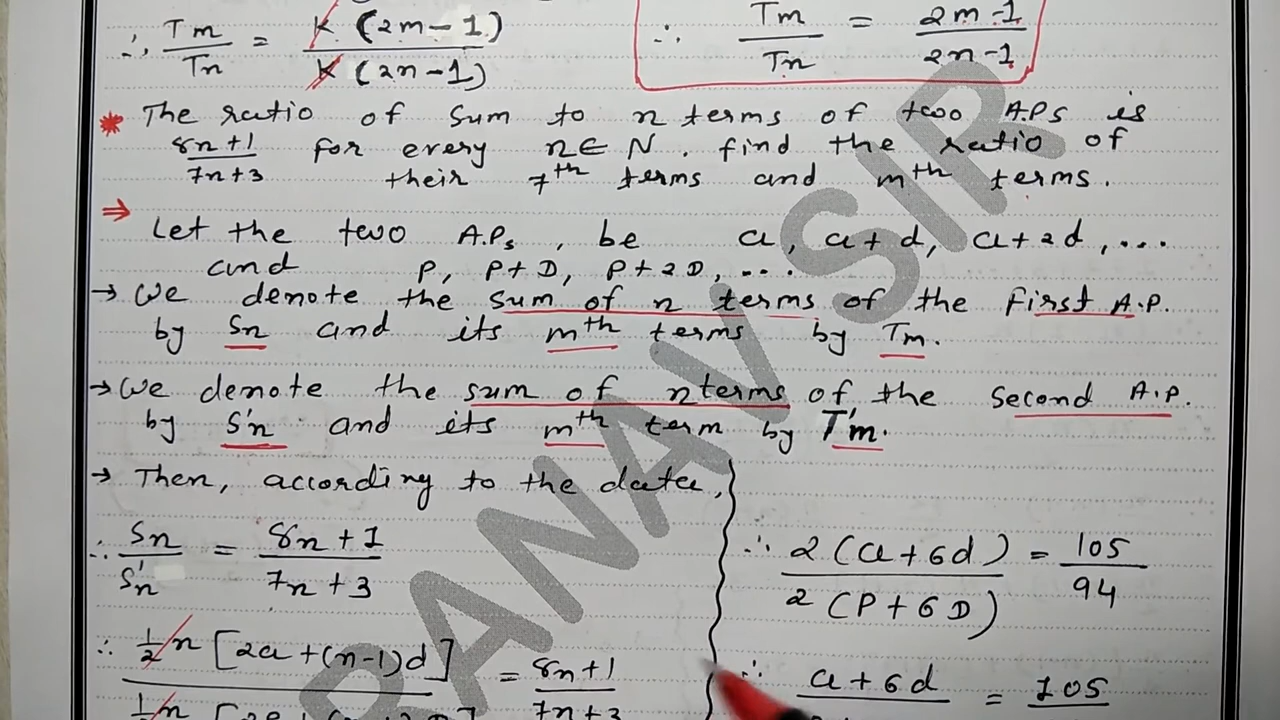 ∴ Tm/Tn = K(2m-1)/K(2n-1)
∴ Tm/Tn = 2m-1/2n-1
* The ratio of sum to n terms of two A.Ps is
8n+1/7n+3 for every n∈N. find the ratio of
their 7th terms and mth terms.
⇒ Let the two A.Ps, be a, a+d, a+2d, ...
and P, P+D, P+2D, ...
→ We denote the sum of n terms of the First A.P.
by Sn and its mth terms by Tm.
→ We denote the sum of n terms of the second A.P.
by S'n and its mth term by T'm.
→ Then, according to the data,
∴ Sn/S'n = 8n+1/7n+3
∴ 1/2 n [2a+(n-1)d] / 1/2 n = 8n+1/7n+3
∴ 2(a+6d)/2(P+6D) = 105/94
∴ a+6d = 105
PRANAV SIR